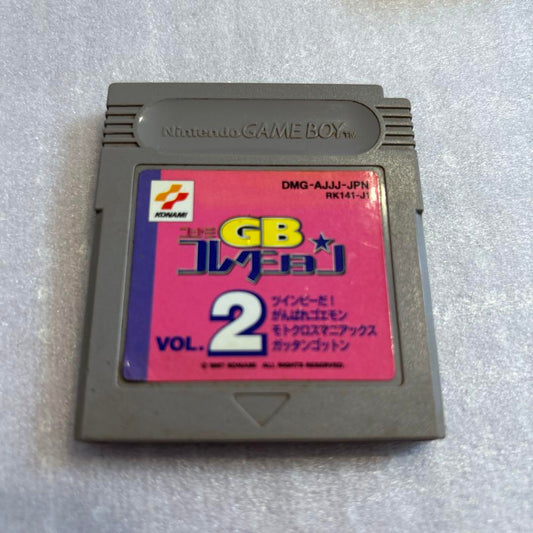 Nintendo GAME BOY™
DMG-AJJJ-JPN
RK141-J1
KONAMI
コナミ
GB
コレクション
VOL. 2
ツインビーだ!
がんばれゴエモン
モトクロスマニアックス
ガッタンゴットン
© 1997 KONAMI ALL RIGHTS RESERVED.